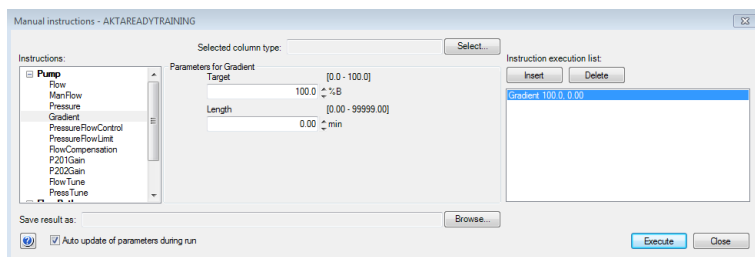 Manual instructions - AKTAREADYTRAINING
Selected column type:
Select...
Instructions:
Pump
Flow
ManFlow
Pressure
Gradient
PressureFlowControl
PressureFlowLimit
FlowCompensation
P201Gain
P202Gain
FlowTune
PressTune
Parameters for Gradient
Target [0.0 - 100.0]
100.0 %B
Length [0.00 - 99999.00]
0.00 min
Instruction execution list:
Insert Delete
Gradient 100.0, 0.00
Save result as:
Browse...
Auto update of parameters during run
Execute Close